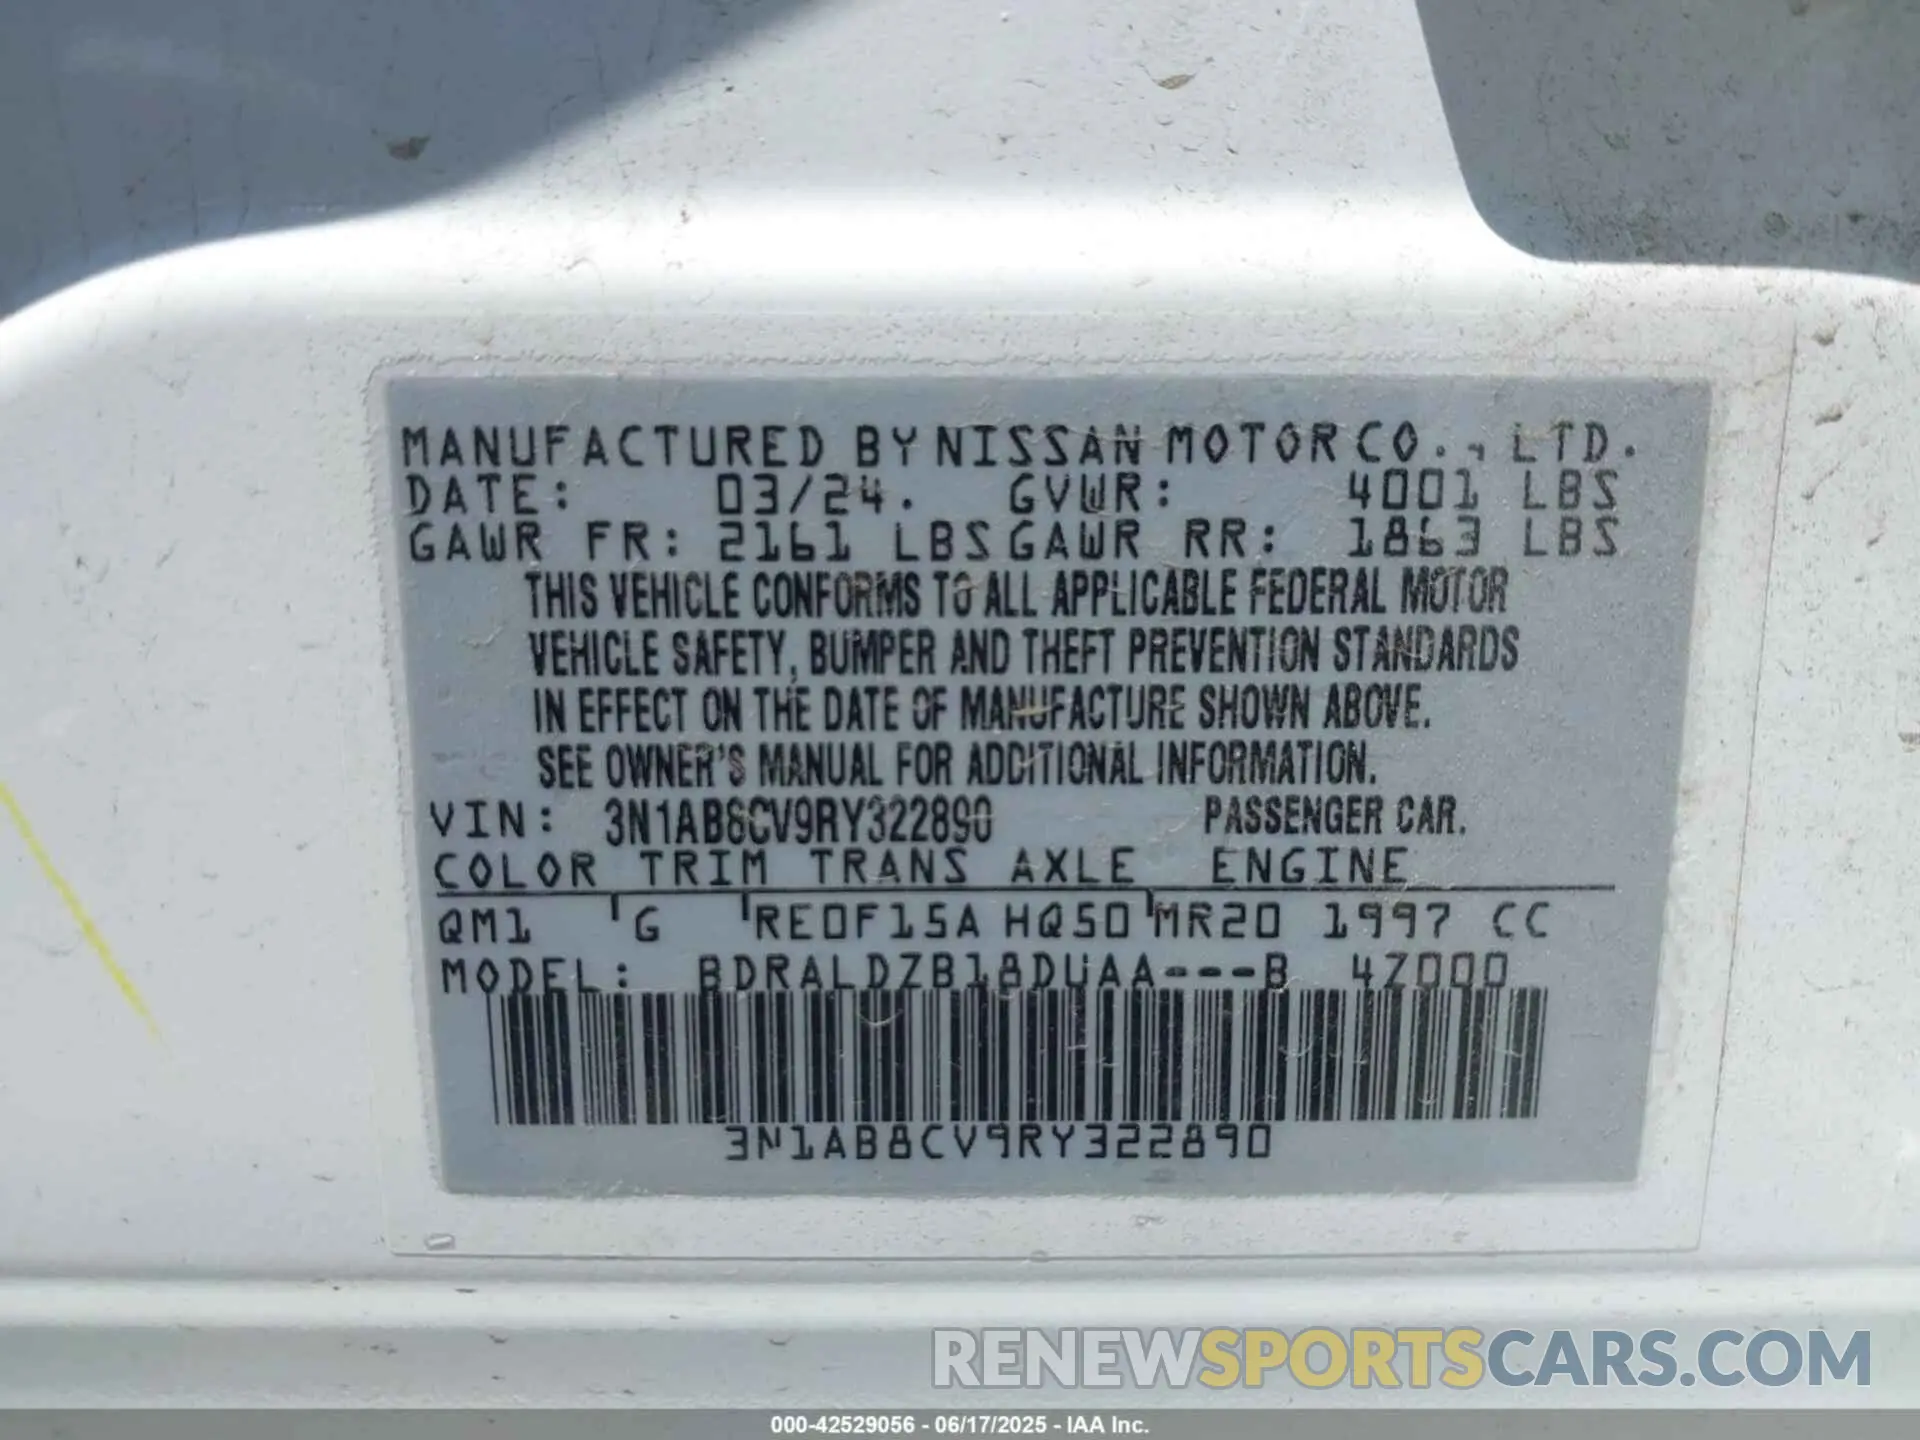 MANUFACTURED BY NISSAN MOTOR CO., LTD.
DATE: 03/24. GVWR: 4001 LBS
GAWR FR: 2161 LBS GAWR RR: 1863 LBS
THIS VEHICLE CONFORMS TO ALL APPLICABLE FEDERAL MOTOR
VEHICLE SAFETY, BUMPER AND THEFT PREVENTION STANDARDS
IN EFFECT ON THE DATE OF MANUFACTURE SHOWN ABOVE.
SEE OWNER'S MANUAL FOR ADDITIONAL INFORMATION.
VIN: 3N1AB8CV9RY322890 PASSENGER CAR.
COLOR TRIM TRANS AXLE ENGINE
QM1 G RE0F15A HQ50 MR20 1997 CC
MODEL: BDRALDZB18DUAA---B 4Z000
3N1AB8CV9RY322890
RENEWSPORTSCARS.COM
000-42529056 - 06/17/2025 - IAA Inc.